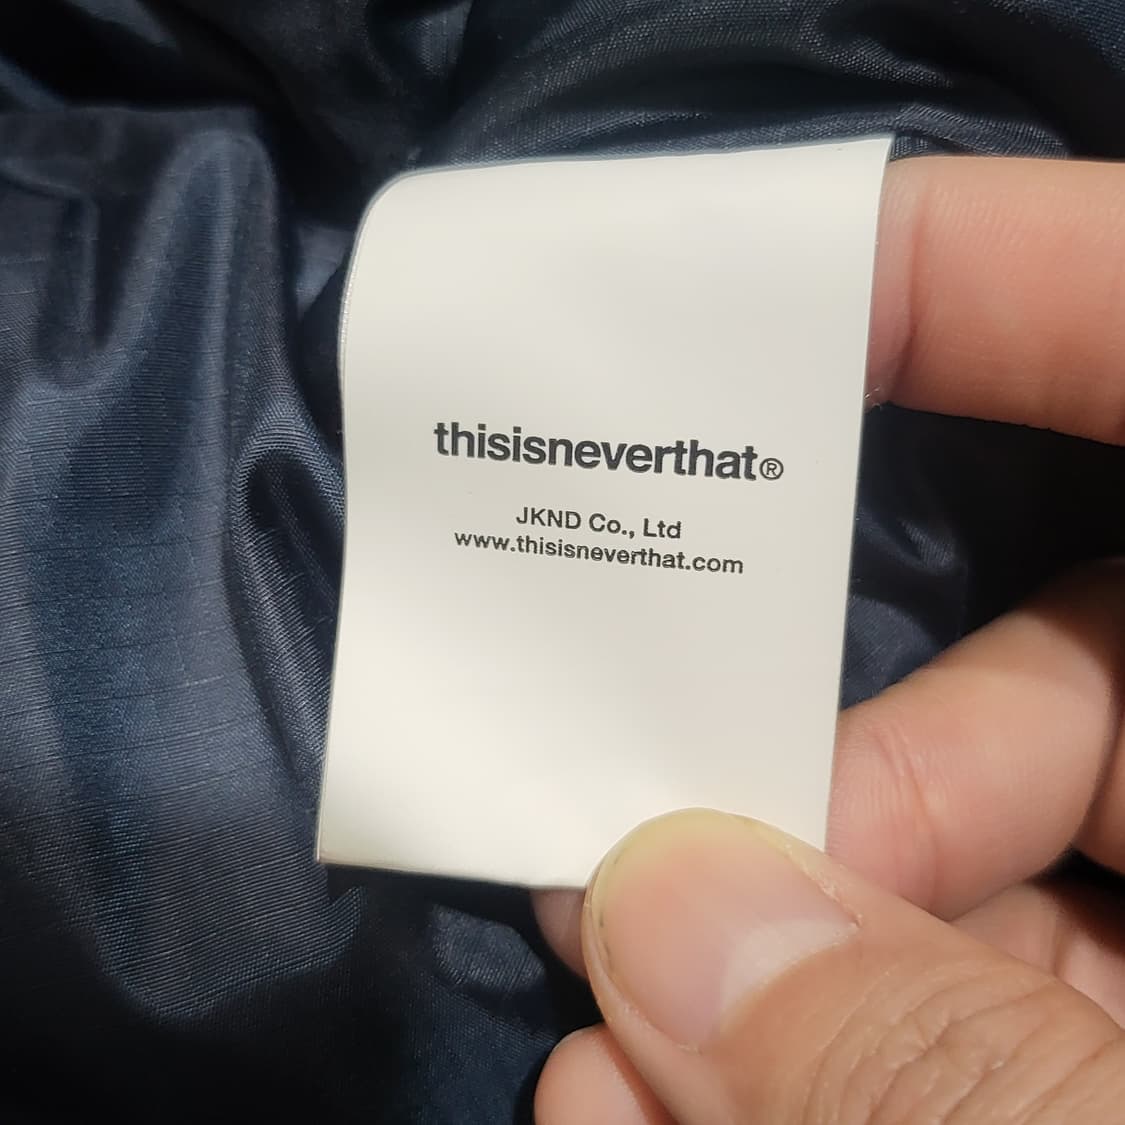 thisisneverthat®
JKND Co., Ltd
www.thisisneverthat.com